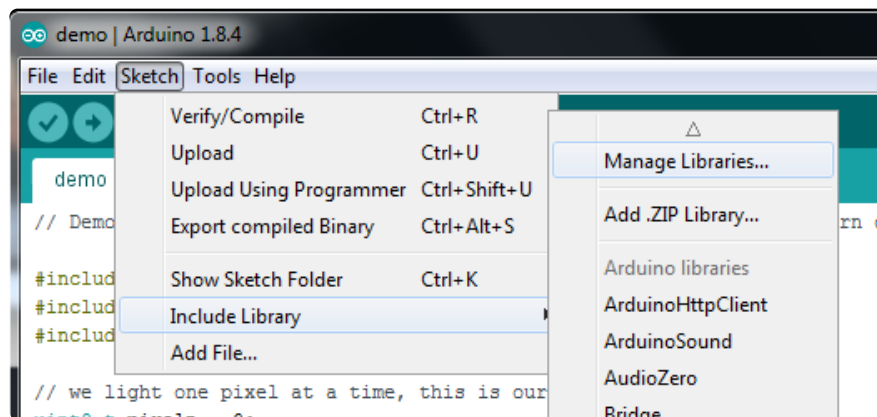 demo | Arduino 1.8.4
File Edit Sketch Tools Help
Verify/Compile Ctrl+R
Upload Ctrl+U
Upload Using Programmer Ctrl+Shift+U
Export compiled Binary Ctrl+Alt+S
Show Sketch Folder Ctrl+K
Include Library
Add File...
Manage Libraries...
Add .ZIP Library...
Arduino libraries
ArduinoHttpClient
ArduinoSound
AudioZero
Bridge
demo
// Demo
#includ
#includ
#includ
// we light one pixel at a time, this is our